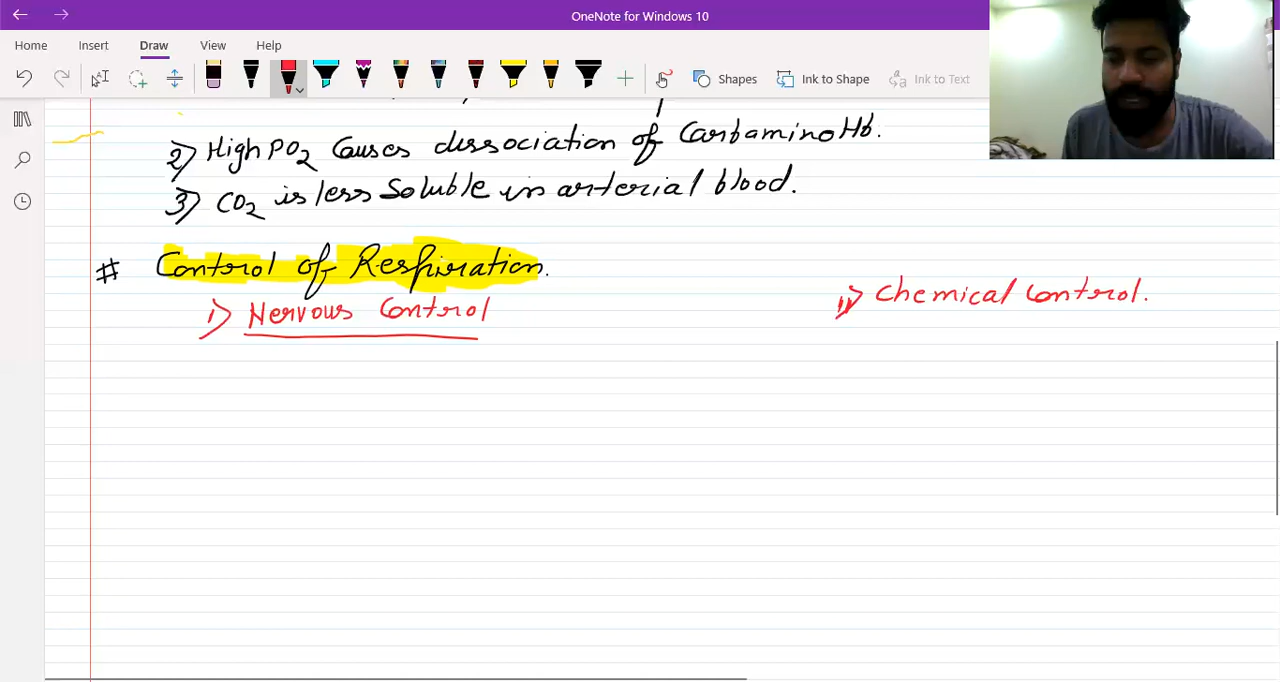 OneNote for Windows 10
Home Insert Draw View Help
Shapes Ink to Shape Ink to Text
2) High PO2 Causes dissociation of CarbaminoHb.
3) CO2 is less Soluble in arterial blood.
# Control of Respiration.
i) Nervous Control
ii) Chemical Control.